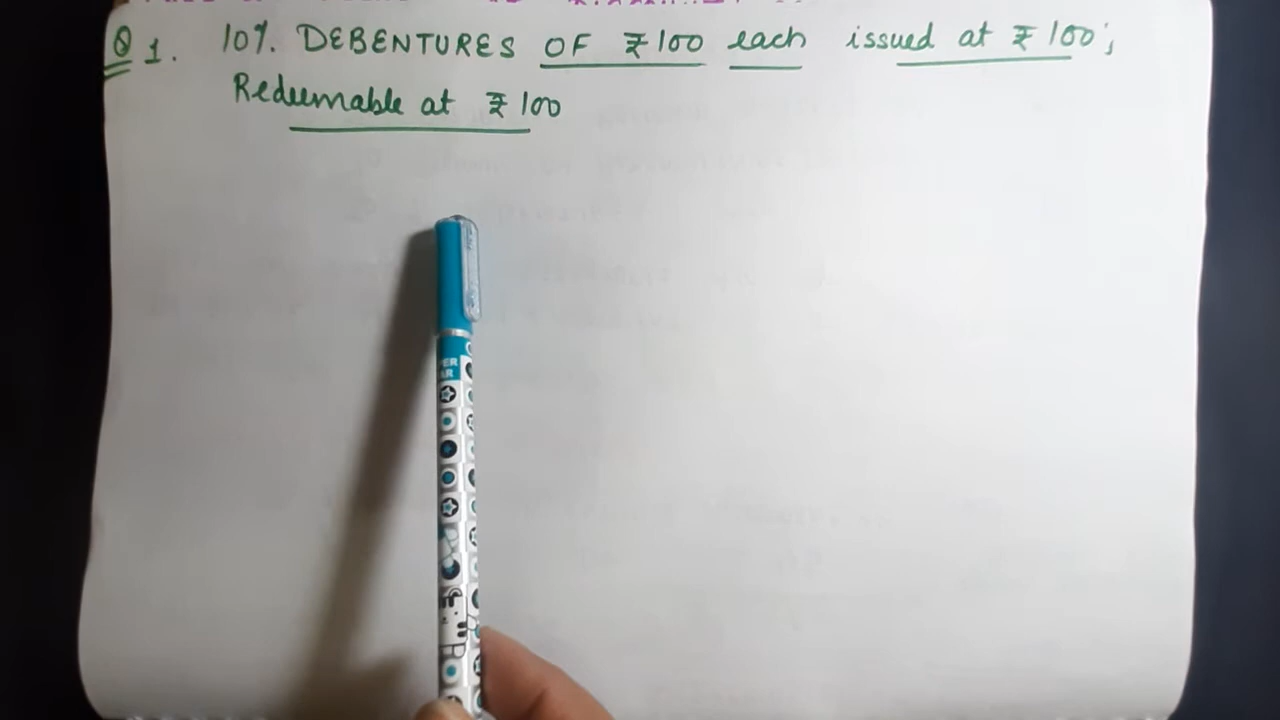 Q 1. 10%. DEBENTURES OF ₹100 each issued at ₹100;
Redeemable at ₹100